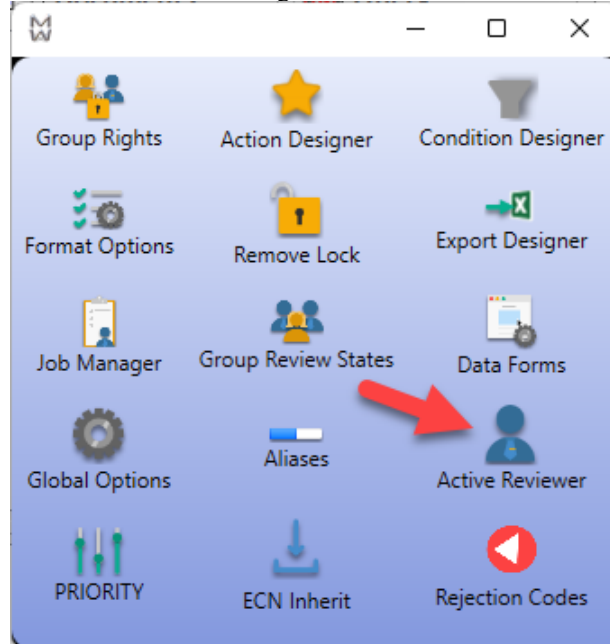 Group Rights
Action Designer
Condition Designer
Format Options
Remove Lock
Export Designer
Job Manager
Group Review States
Data Forms
Global Options
Aliases
Active Reviewer
PRIORITY
ECN Inherit
Rejection Codes